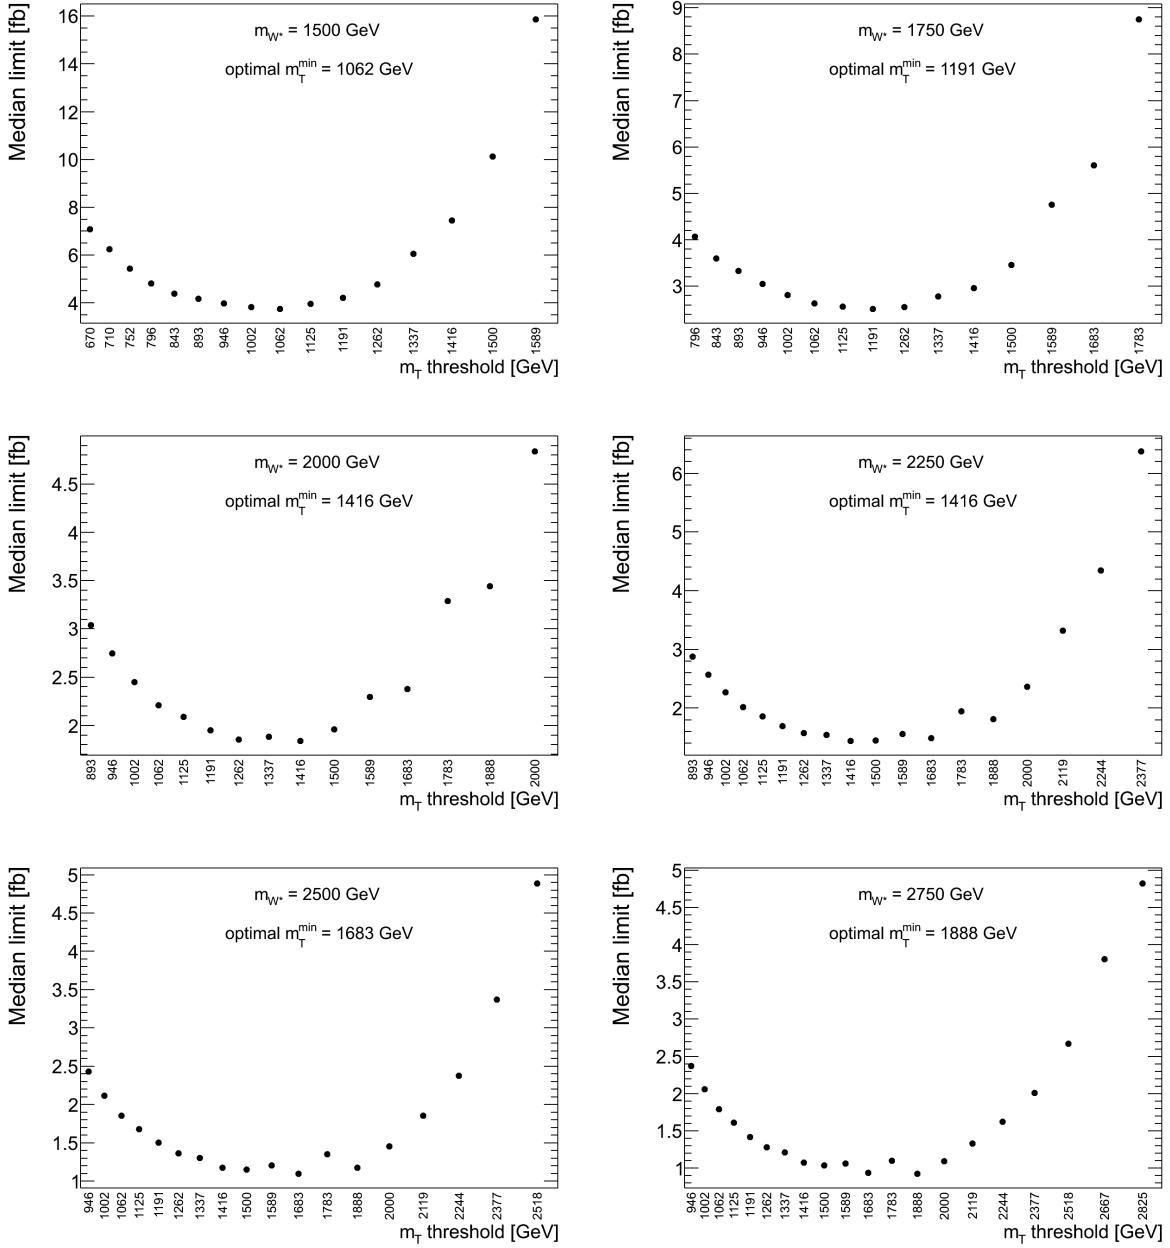 Median limit [fb]
m_W* = 1500 GeV
optimal m_T^min = 1062 GeV
16
14
12
10
8
6
4
670 710 752 796 843 893 946 1002 1062 1125 1191 1262 1337 1416 1500 1589
m_T threshold [GeV]
Median limit [fb]
m_W* = 1750 GeV
optimal m_T^min = 1191 GeV
9
8
7
6
5
4
3
796 843 893 946 1002 1062 1125 1191 1262 1337 1416 1500 1589 1683 1783
m_T threshold [GeV]
Median limit [fb]
m_W* = 2000 GeV
optimal m_T^min = 1416 GeV
4.5
4
3.5
3
2.5
2
893 946 1002 1062 1125 1191 1262 1337 1416 1500 1589 1683 1783 1888 2000
m_T threshold [GeV]
Median limit [fb]
m_W* = 2250 GeV
optimal m_T^min = 1416 GeV
6
5
4
3
2
893 946 1002 1062 1125 1191 1262 1337 1416 1500 1589 1683 1783 1888 2000 2119 2244 2377
m_T threshold [GeV]
Median limit [fb]
m_W* = 2500 GeV
optimal m_T^min = 1683 GeV
5
4.5
4
3.5
3
2.5
2
1.5
1
946 1002 1062 1125 1191 1262 1337 1416 1500 1589 1683 1783 1888 2000 2119 2244 2377 2518
m_T threshold [GeV]
Median limit [fb]
m_W* = 2750 GeV
optimal m_T^min = 1888 GeV
5
4.5
4
3.5
3
2.5
2
1.5
1
946 1002 1062 1125 1191 1262 1337 1416 1500 1589 1683 1783 1888 2000 2119 2244 2377 2518 2667 2825
m_T threshold [GeV]